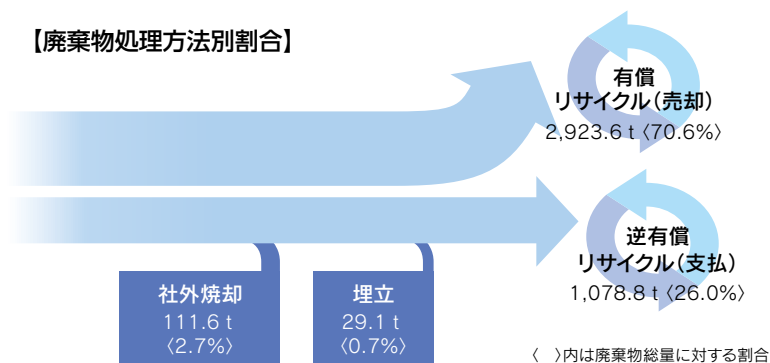 【廃棄物処理方法別割合】
有償
リサイクル（売却）
2,923.6 t〈70.6%〉
逆有償
リサイクル（支払）
1,078.8 t〈26.0%〉
社外焼却
111.6 t
〈2.7%〉
埋立
29.1 t
〈0.7%〉
〈　〉内は廃棄物総量に対する割合